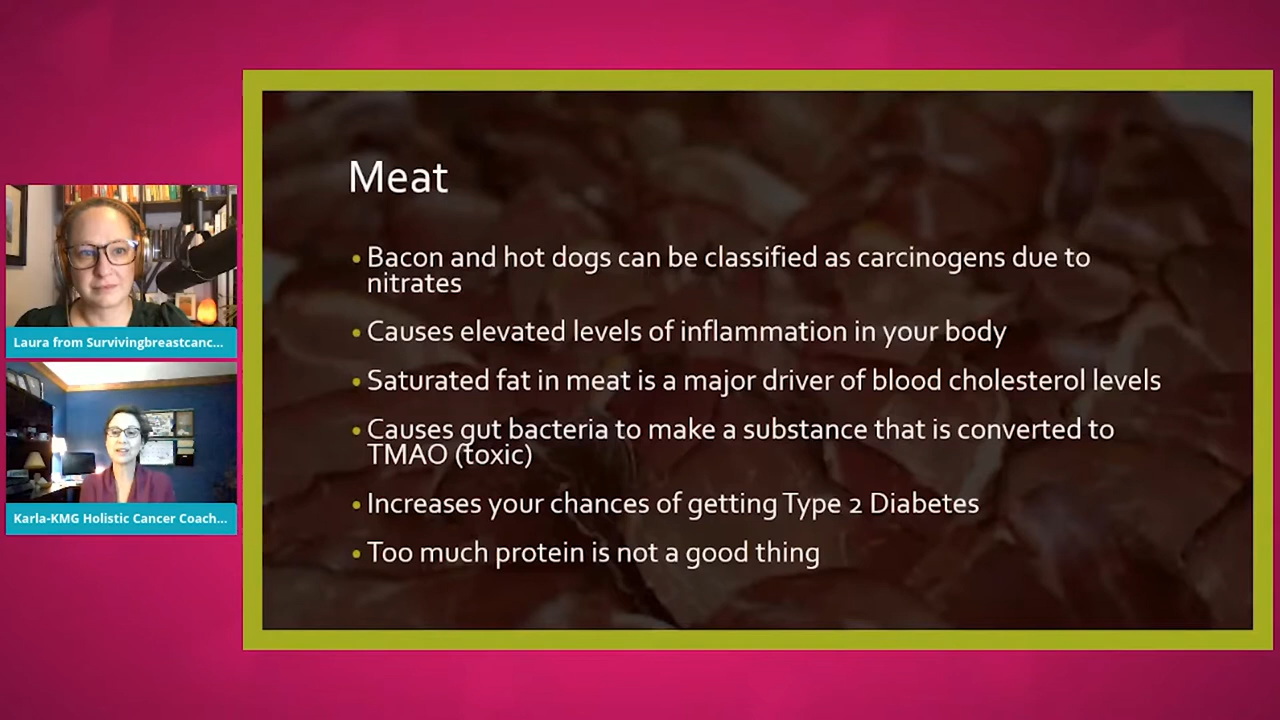 Meat
• Bacon and hot dogs can be classified as carcinogens due to
nitrates
• Causes elevated levels of inflammation in your body
• Saturated fat in meat is a major driver of blood cholesterol levels
• Causes gut bacteria to make a substance that is converted to
TMAO (toxic)
• Increases your chances of getting Type 2 Diabetes
• Too much protein is not a good thing
Laura from Survivingbreastcanc...
Karla-KMG Holistic Cancer Coach...